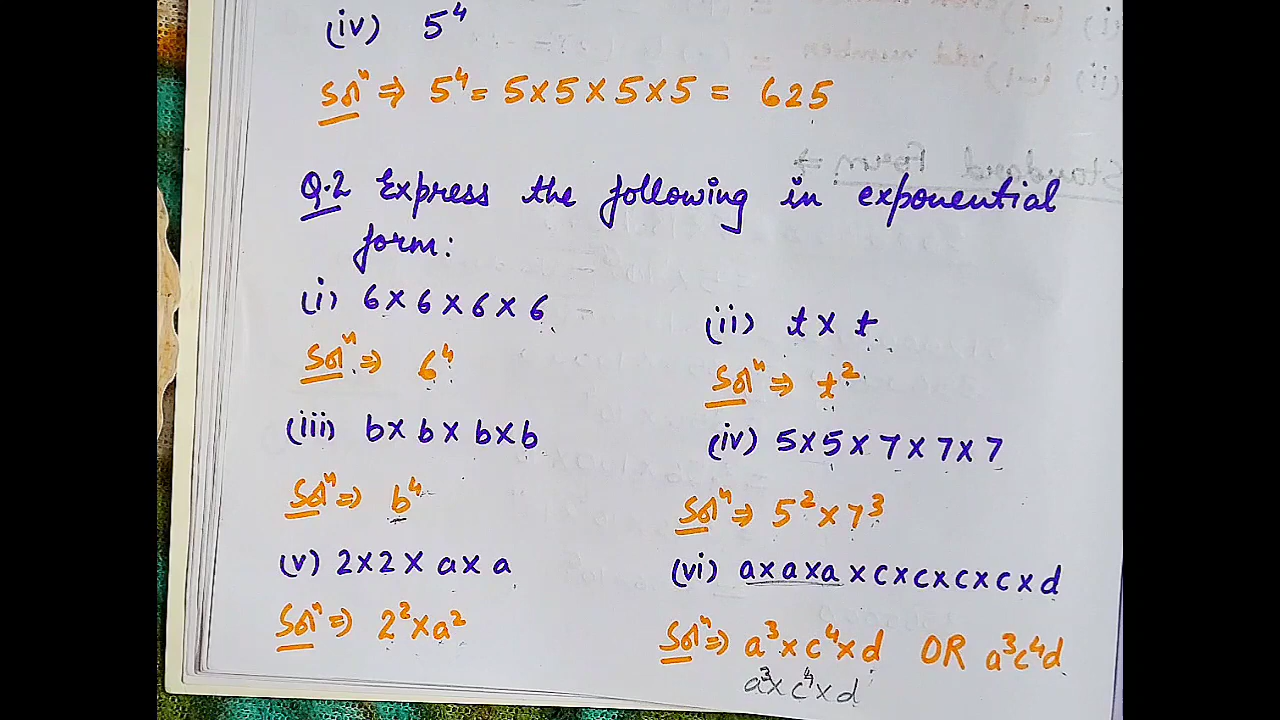 (iv) 5⁴
Solⁿ ⇒ 5⁴ = 5×5×5×5 = 625
Q.2 Express the following in exponential
form:
(i) 6×6×6×6
(ii) t×t
Solⁿ ⇒ 6⁴
Solⁿ ⇒ t²
(iii) b×b×b×b
(iv) 5×5×7×7×7
Solⁿ ⇒ b⁴
Solⁿ ⇒ 5²×7³
(v) 2×2×a×a
(vi) a×a×a×c×c×c×c×d
Solⁿ ⇒ 2²×a²
Solⁿ ⇒ a³×c⁴×d OR a³c⁴d
a³×c⁴×d